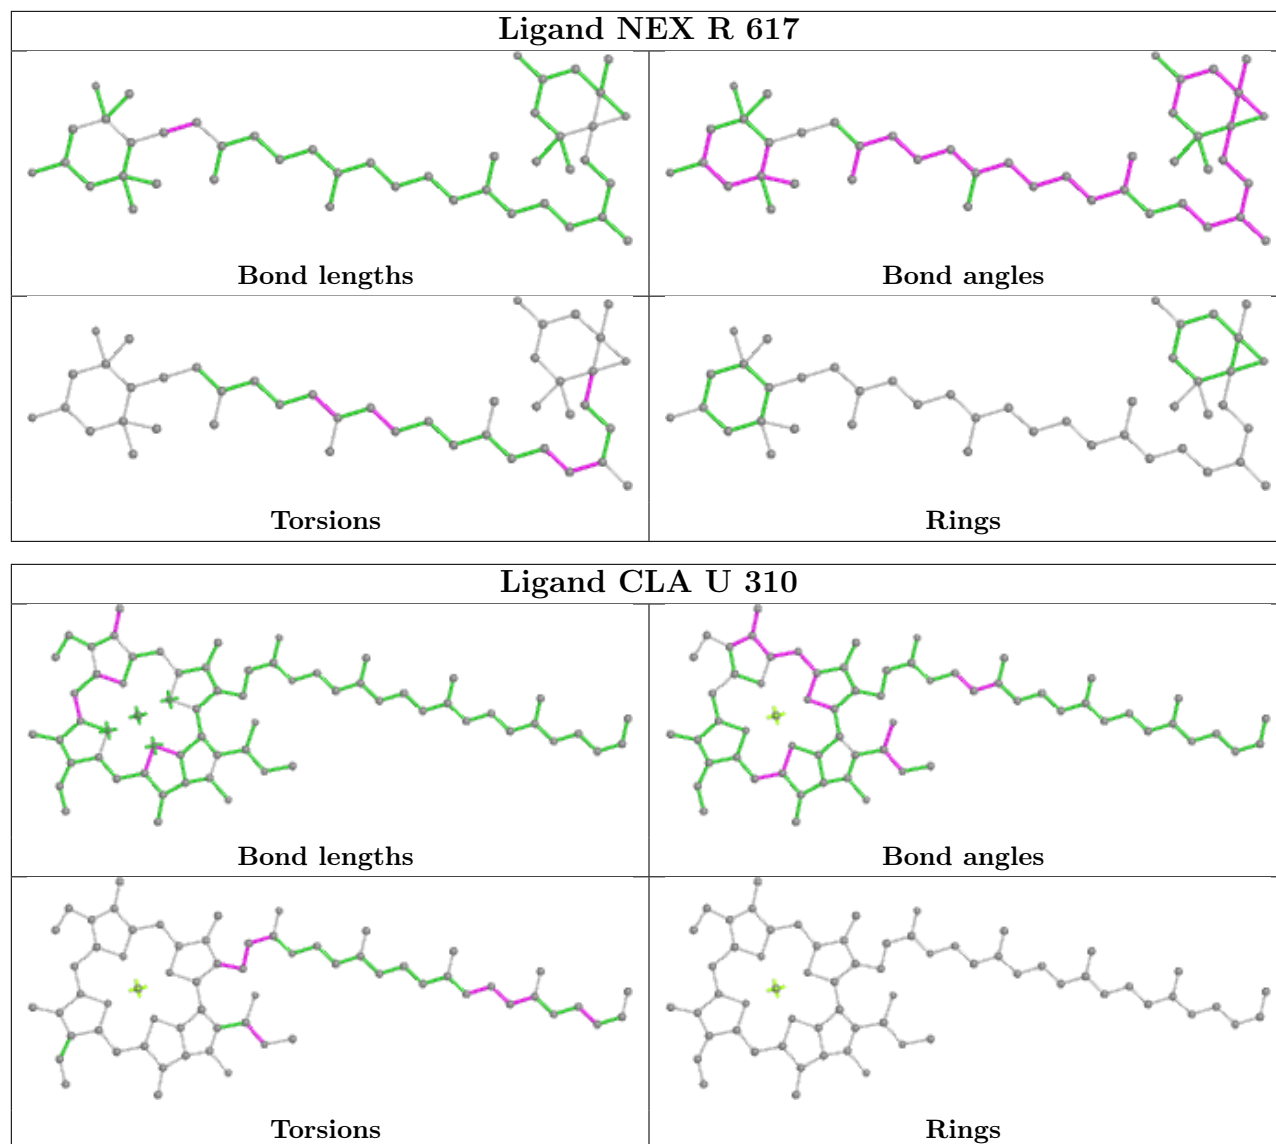 Ligand NEX R 617
Bond lengths
Bond angles
Torsions
Rings
Ligand CLA U 310
Bond lengths
Bond angles
Torsions
Rings